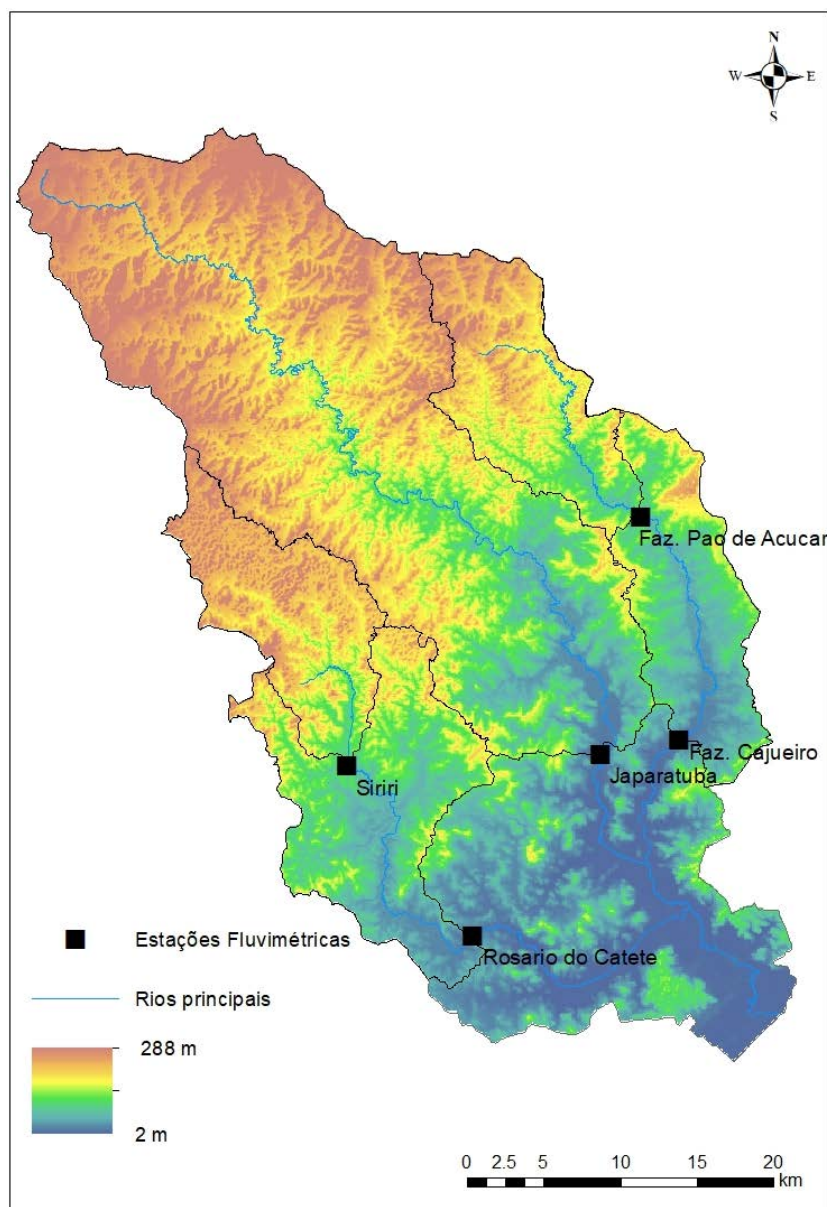 N
W E
S
Faz. Pao de Acucar
Faz. Cajueiro
Japaratuba
Siriri
Estações Fluvimétricas
Rosario do Catete
Rios principais
288 m
2 m
0 2.5 5 10 15 20
km